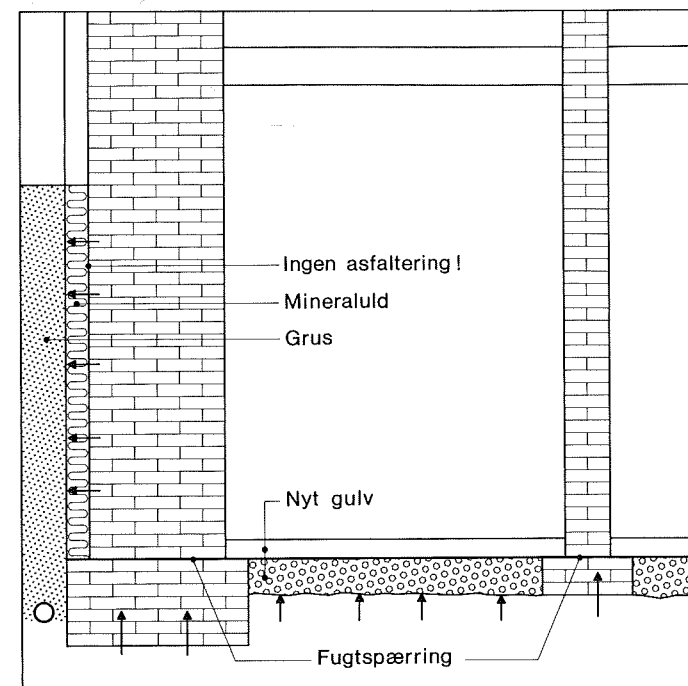 Ingen asfaltering!
Mineraluld
Grus
Nyt gulv
Fugtspærring